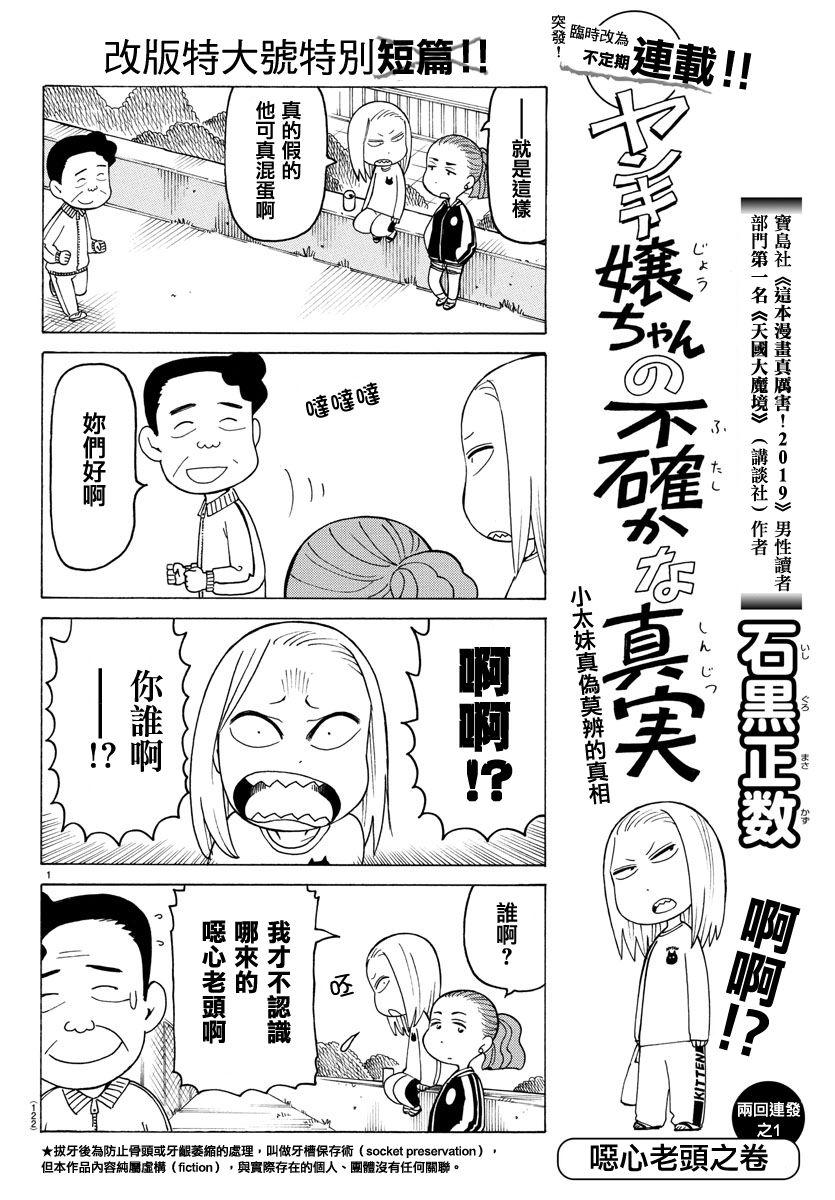 改版特大號特別短篇!!
突發!
臨時改為
不定期
連載!!
ヤンキー嬢ちゃんの不確かな真実
じょう
ふたし
しんじつ
小太妹真偽莫辨的真相
寶島社《這本漫畫真厲害!2019》男性讀者
部門第一名《天國大魔境》(講談社)作者
石黒正数
いし
ぐろ
まさ
かず
啊啊!?
KITTEN
兩回連發
之1
噁心老頭之卷
——就是這樣
真的假的
他可真混蛋啊
噠噠噠
妳們好啊
啊啊!?
你誰啊
——!?
1
誰啊?
呸
我才不認識
哪來的
噁心老頭啊
(122)
★拔牙後為防止骨頭或牙齦萎縮的處理,叫做牙槽保存術(socket preservation),
但本作品內容純屬虛構(fiction),與實際存在的個人、團體沒有任何關聯。